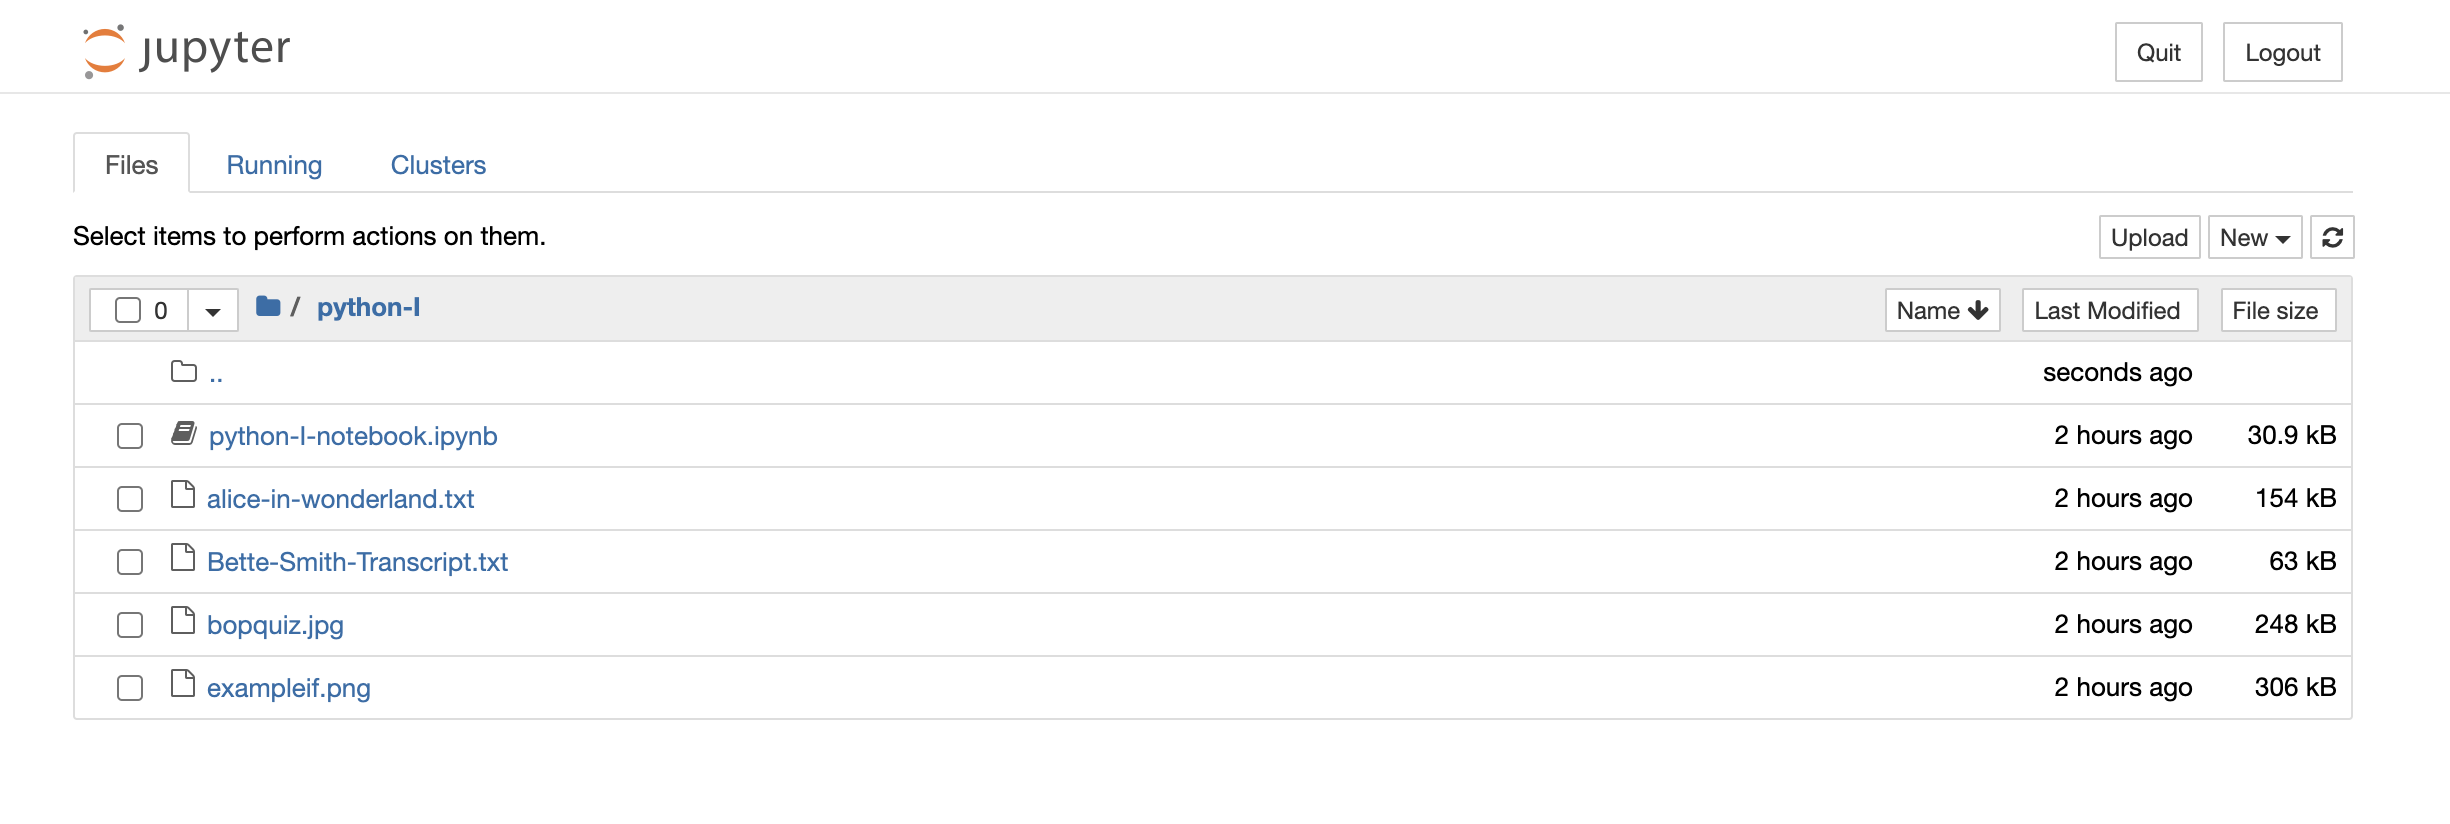 jupyter
Quit Logout
Files Running Clusters
Select items to perform actions on them.
Upload New
0 / python-I
Name Last Modified File size
.. seconds ago
python-I-notebook.ipynb 2 hours ago 30.9 kB
alice-in-wonderland.txt 2 hours ago 154 kB
Bette-Smith-Transcript.txt 2 hours ago 63 kB
bopquiz.jpg 2 hours ago 248 kB
exampleif.png 2 hours ago 306 kB